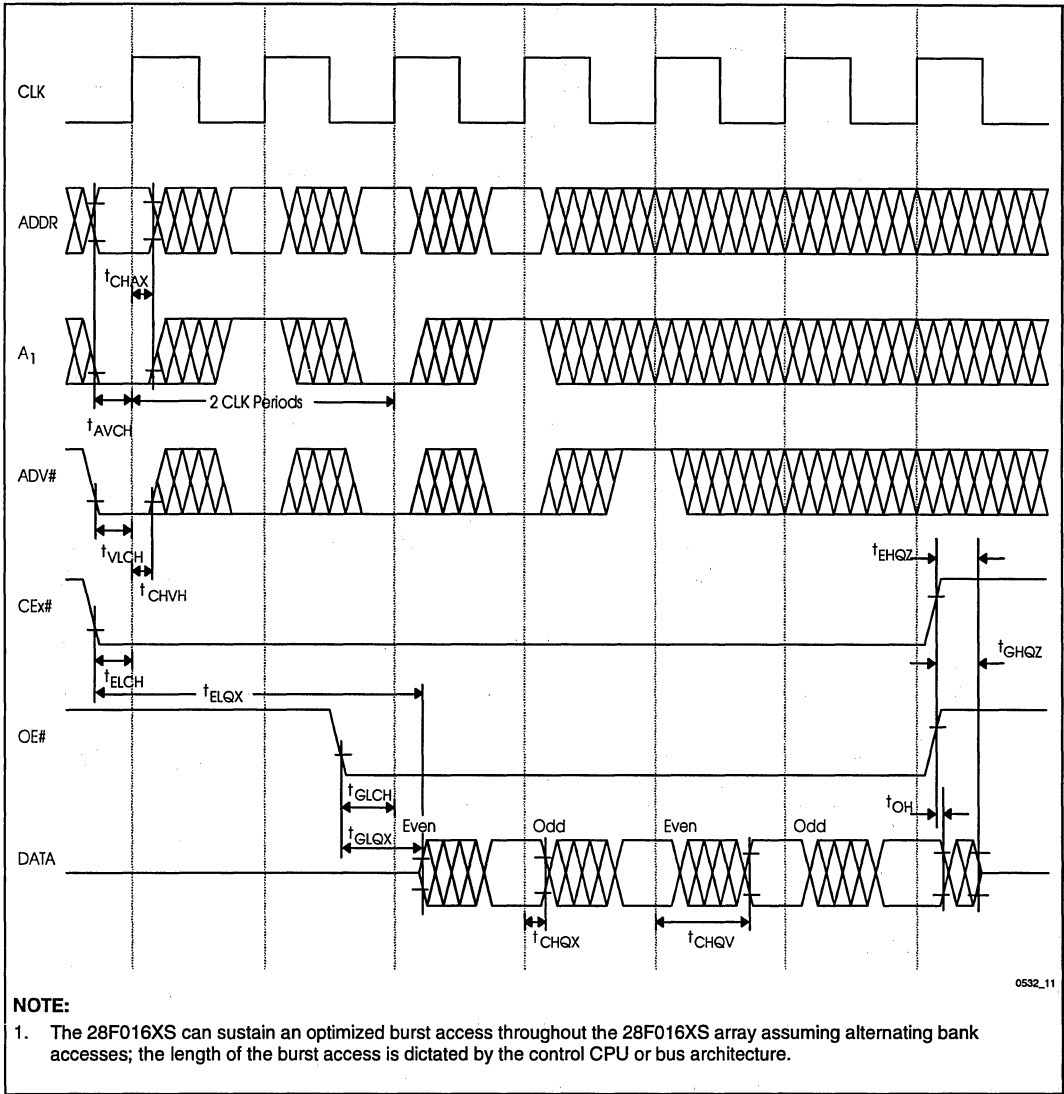 CLK
ADDR
tCHAX
A1
2 CLK Periods
tAVCH
ADV#
tVLCH
tCHVH
tEHQZ
CEx#
tGHQZ
tELCH
tELQX
OE#
tGLCH
tOH
tGLQX
Even Odd Even Odd
DATA
tCHQX
tCHQV
0532_11
NOTE:
1. The 28F016XS can sustain an optimized burst access throughout the 28F016XS array assuming alternating bank
accesses; the length of the burst access is dictated by the control CPU or bus architecture.